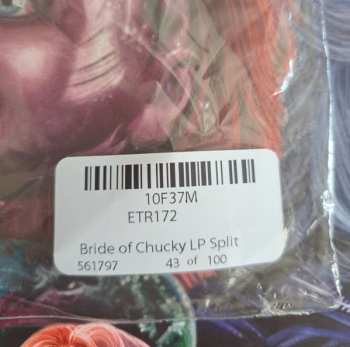 10F37M
ETR172
Bride of Chucky LP Split
561797 43 of 100